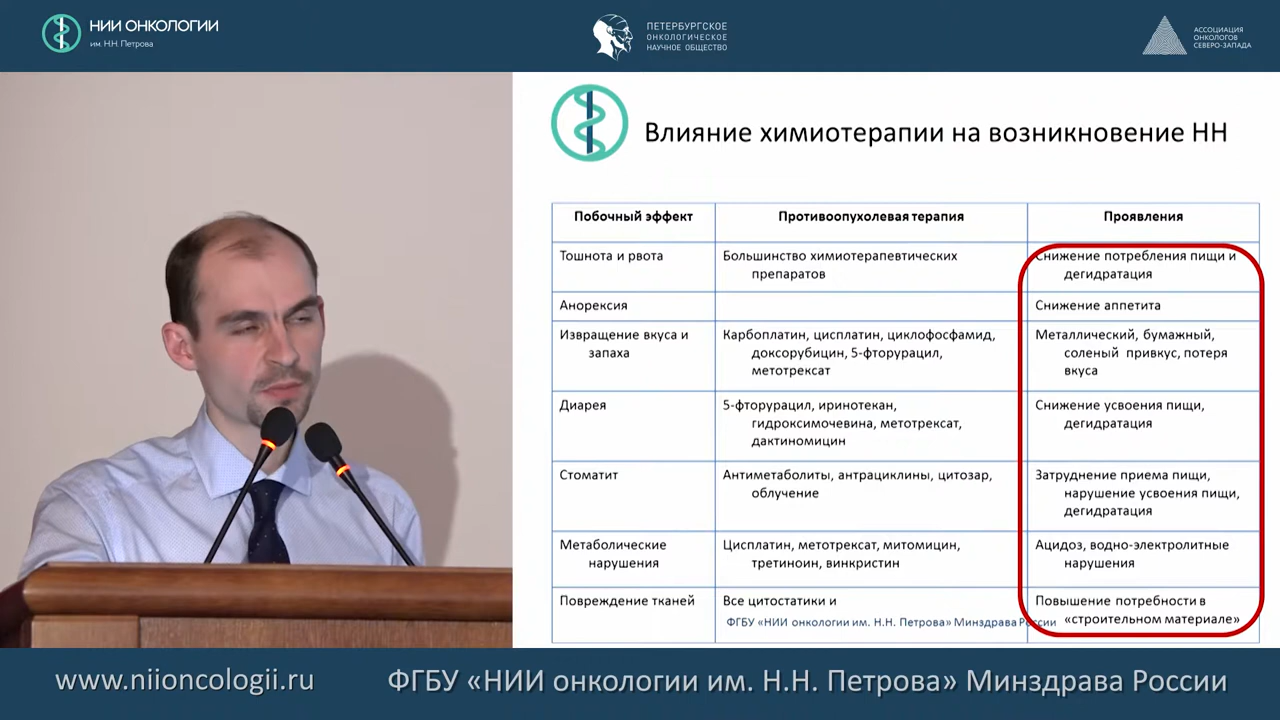 НИИ ОНКОЛОГИИ
им. Н.Н. Петрова
ПЕТЕРБУРГСКОЕ
ОНКОЛОГИЧЕСКОЕ
НАУЧНОЕ ОБЩЕСТВО
АССОЦИАЦИЯ
ОНКОЛОГОВ
СЕВЕРО-ЗАПАДА
Влияние химиотерапии на возникновение НН
Побочный эффект
Противоопухолевая терапия
Проявления
Тошнота и рвота
Большинство химиотерапевтических
препаратов
Снижение потребления пищи и
дегидратация
Анорексия
Снижение аппетита
Извращение вкуса и
запаха
Карбоплатин, цисплатин, циклофосфамид,
доксорубицин, 5-фторурацил,
метотрексат
Металлический, бумажный,
соленый привкус, потеря
вкуса
Диарея
5-фторурацил, иринотекан,
гидроксимочевина, метотрексат,
дактиномицин
Снижение усвоения пищи,
дегидратация
Стоматит
Антиметаболиты, антрациклины, цитозар,
облучение
Затруднение приема пищи,
нарушение усвоения пищи,
дегидратация
Метаболические
нарушения
Цисплатин, метотрексат, митомицин,
третиноин, винкристин
Ацидоз, водно-электролитные
нарушения
Повреждение тканей
Все цитостатики и
Повышение потребности в
«строительном материале»
ФГБУ «НИИ онкологии им. Н.Н. Петрова» Минздрава России
www.niioncologii.ru
ФГБУ «НИИ онкологии им. Н.Н. Петрова» Минздрава России